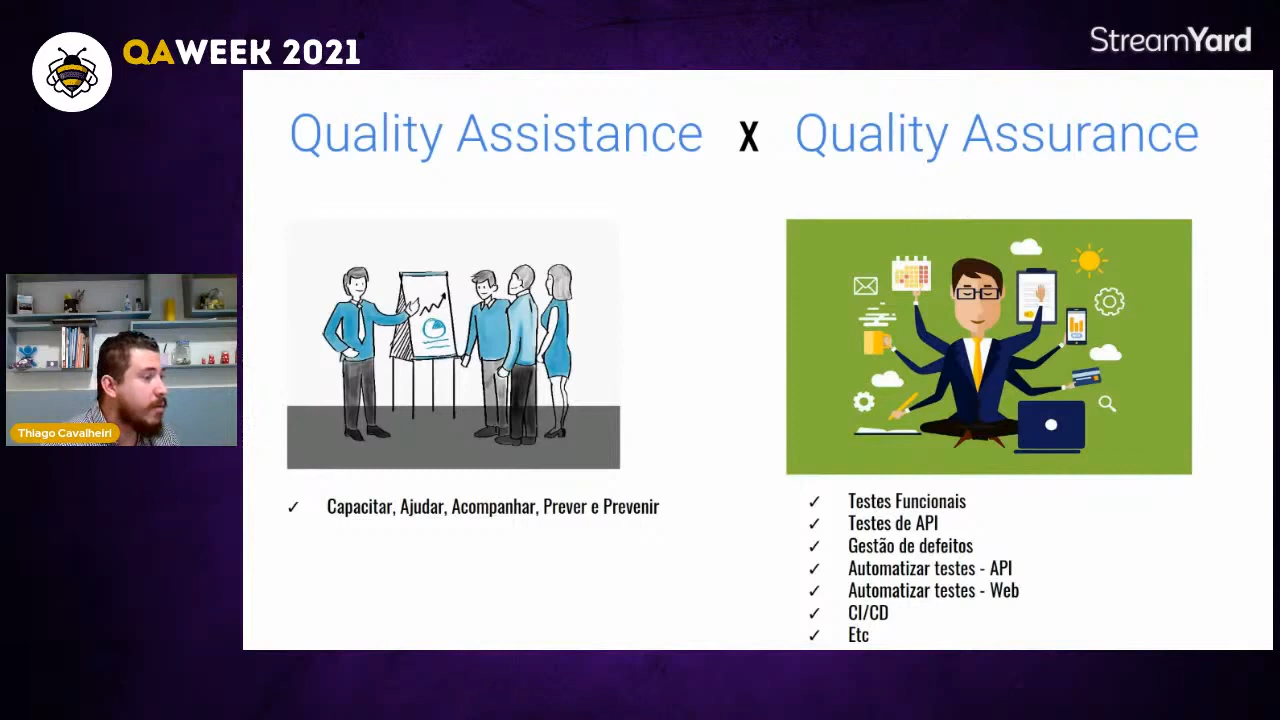 QAWEEK 2021
StreamYard
Quality Assistance x Quality Assurance
Thiago Cavalheiri
✓ Capacitar, Ajudar, Acompanhar, Prever e Prevenir
✓ Testes Funcionais
✓ Testes de API
✓ Gestão de defeitos
✓ Automatizar testes - API
✓ Automatizar testes - Web
✓ CI/CD
✓ Etc